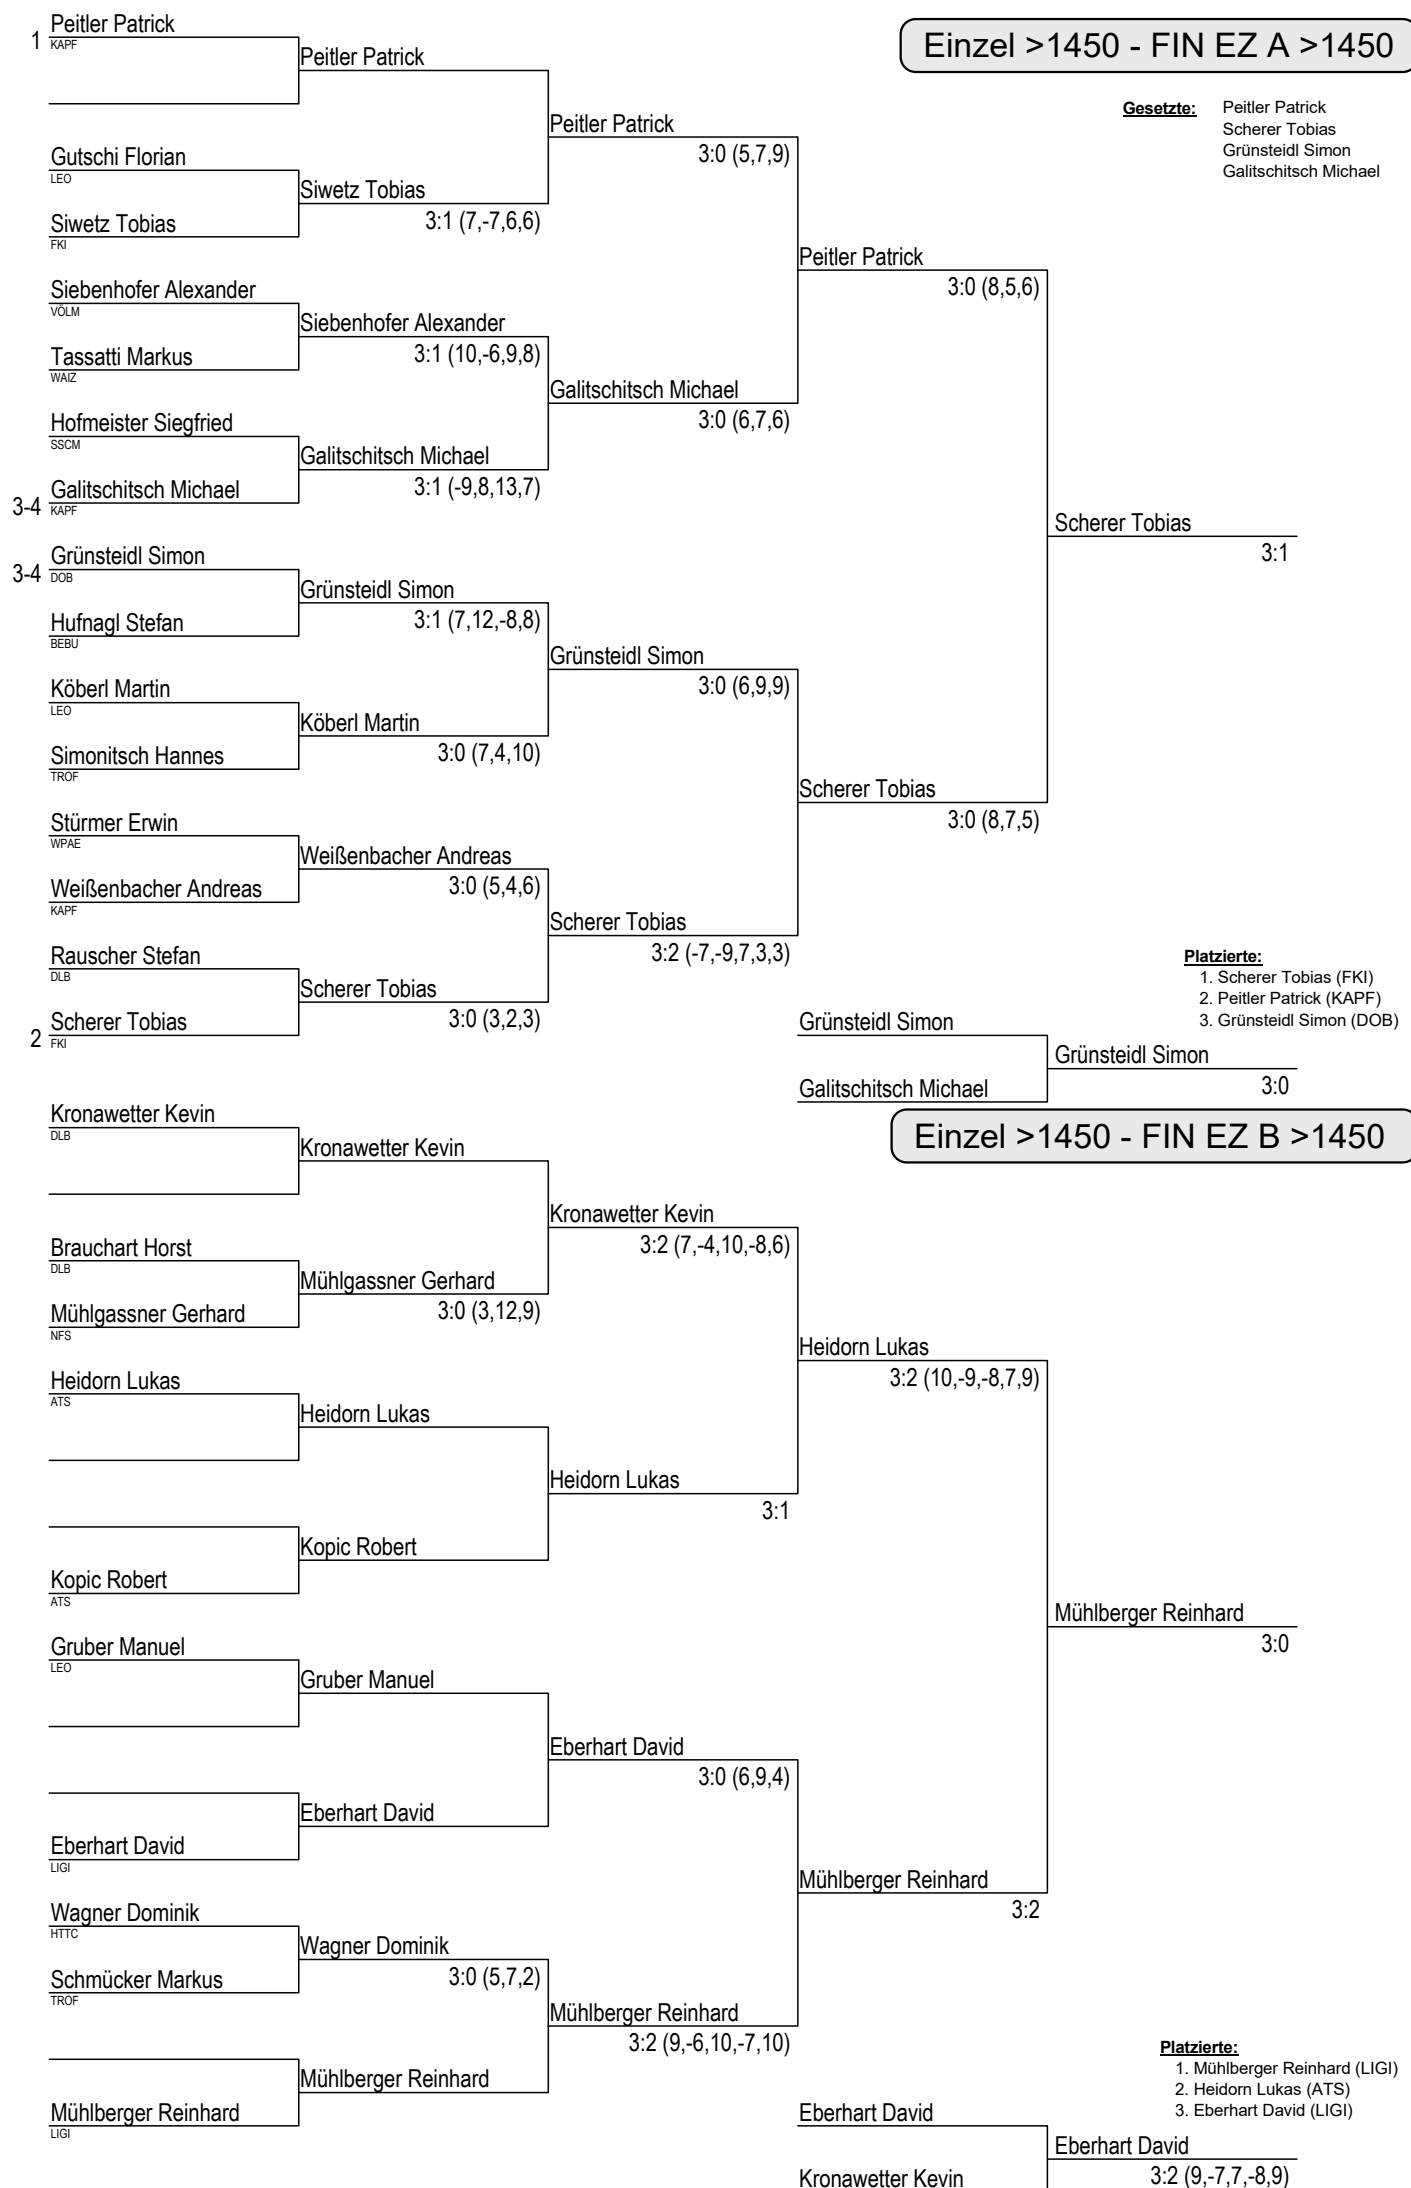 Peitler Patrick
1
KAPF
Peitler Patrick
Einzel >1450 - FIN EZ A >1450
Gesetzte:
Peitler Patrick
Scherer Tobias
Grünsteidl Simon
Galitschitsch Michael
Peitler Patrick
3:0 (5,7,9)
Gutschi Florian
LEO
Siwetz Tobias
3:1 (7,-7,6,6)
Siwetz Tobias
FKI
Peitler Patrick
3:0 (8,5,6)
Siebenhofer Alexander
VÖLM
Siebenhofer Alexander
3:1 (10,-6,9,8)
Tassatti Markus
WAIZ
Galitschitsch Michael
3:0 (6,7,6)
Hofmeister Siegfried
SSCM
Galitschitsch Michael
3:1 (-9,8,13,7)
Galitschitsch Michael
3-4
KAPF
Scherer Tobias
3:1
Grünsteidl Simon
3-4
DOB
Grünsteidl Simon
3:1 (7,12,-8,8)
Hufnagl Stefan
BEBU
Grünsteidl Simon
3:0 (6,9,9)
Köberl Martin
LEO
Köberl Martin
3:0 (7,4,10)
Simonitsch Hannes
TROF
Scherer Tobias
3:0 (8,7,5)
Stürmer Erwin
WPAE
Weißenbacher Andreas
3:0 (5,4,6)
Weißenbacher Andreas
KAPF
Scherer Tobias
3:2 (-7,-9,7,3,3)
Rauscher Stefan
DLB
Scherer Tobias
3:0 (3,2,3)
Scherer Tobias
2
FKI
Platzierte:
1. Scherer Tobias (FKI)
2. Peitler Patrick (KAPF)
3. Grünsteidl Simon (DOB)
Grünsteidl Simon
Grünsteidl Simon
3:0
Galitschitsch Michael
Einzel >1450 - FIN EZ B >1450
Kronawetter Kevin
DLB
Kronawetter Kevin
Kronawetter Kevin
3:2 (7,-4,10,-8,6)
Brauchart Horst
DLB
Mühlgassner Gerhard
3:0 (3,12,9)
Mühlgassner Gerhard
NFS
Heidorn Lukas
3:2 (10,-9,-8,7,9)
Heidorn Lukas
ATS
Heidorn Lukas
Heidorn Lukas
3:1
Kopic Robert
Kopic Robert
ATS
Mühlberger Reinhard
3:0
Gruber Manuel
LEO
Gruber Manuel
Eberhart David
3:0 (6,9,4)
Eberhart David
Eberhart David
LIGI
Mühlberger Reinhard
3:2
Wagner Dominik
HTTC
Wagner Dominik
3:0 (5,7,2)
Schmücker Markus
TROF
Mühlberger Reinhard
3:2 (9,-6,10,-7,10)
Mühlberger Reinhard
Mühlberger Reinhard
LIGI
Platzierte:
1. Mühlberger Reinhard (LIGI)
2. Heidorn Lukas (ATS)
3. Eberhart David (LIGI)
Eberhart David
Eberhart David
3:2 (9,-7,7,-8,9)
Kronawetter Kevin